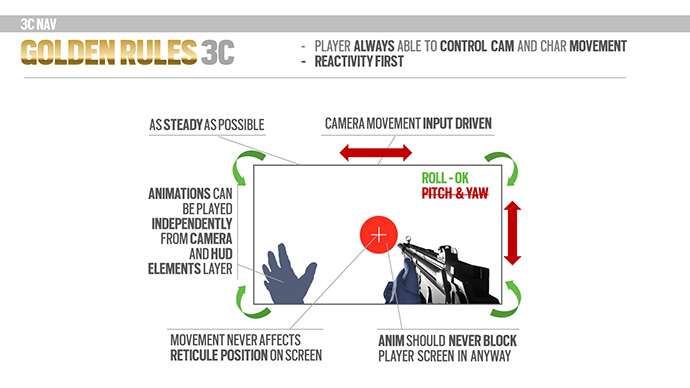 3C NAV
GOLDEN RULES 3C
- PLAYER ALWAYS ABLE TO CONTROL CAM AND CHAR MOVEMENT
- REACTIVITY FIRST
AS STEADY AS POSSIBLE
CAMERA MOVEMENT INPUT DRIVEN
ROLL - OK
PITCH & YAW
ANIMATIONS CAN
BE PLAYED
INDEPENDENTLY
FROM CAMERA
AND HUD
ELEMENTS LAYER
MOVEMENT NEVER AFFECTS
RETICULE POSITION ON SCREEN
ANIM SHOULD NEVER BLOCK
PLAYER SCREEN IN ANYWAY